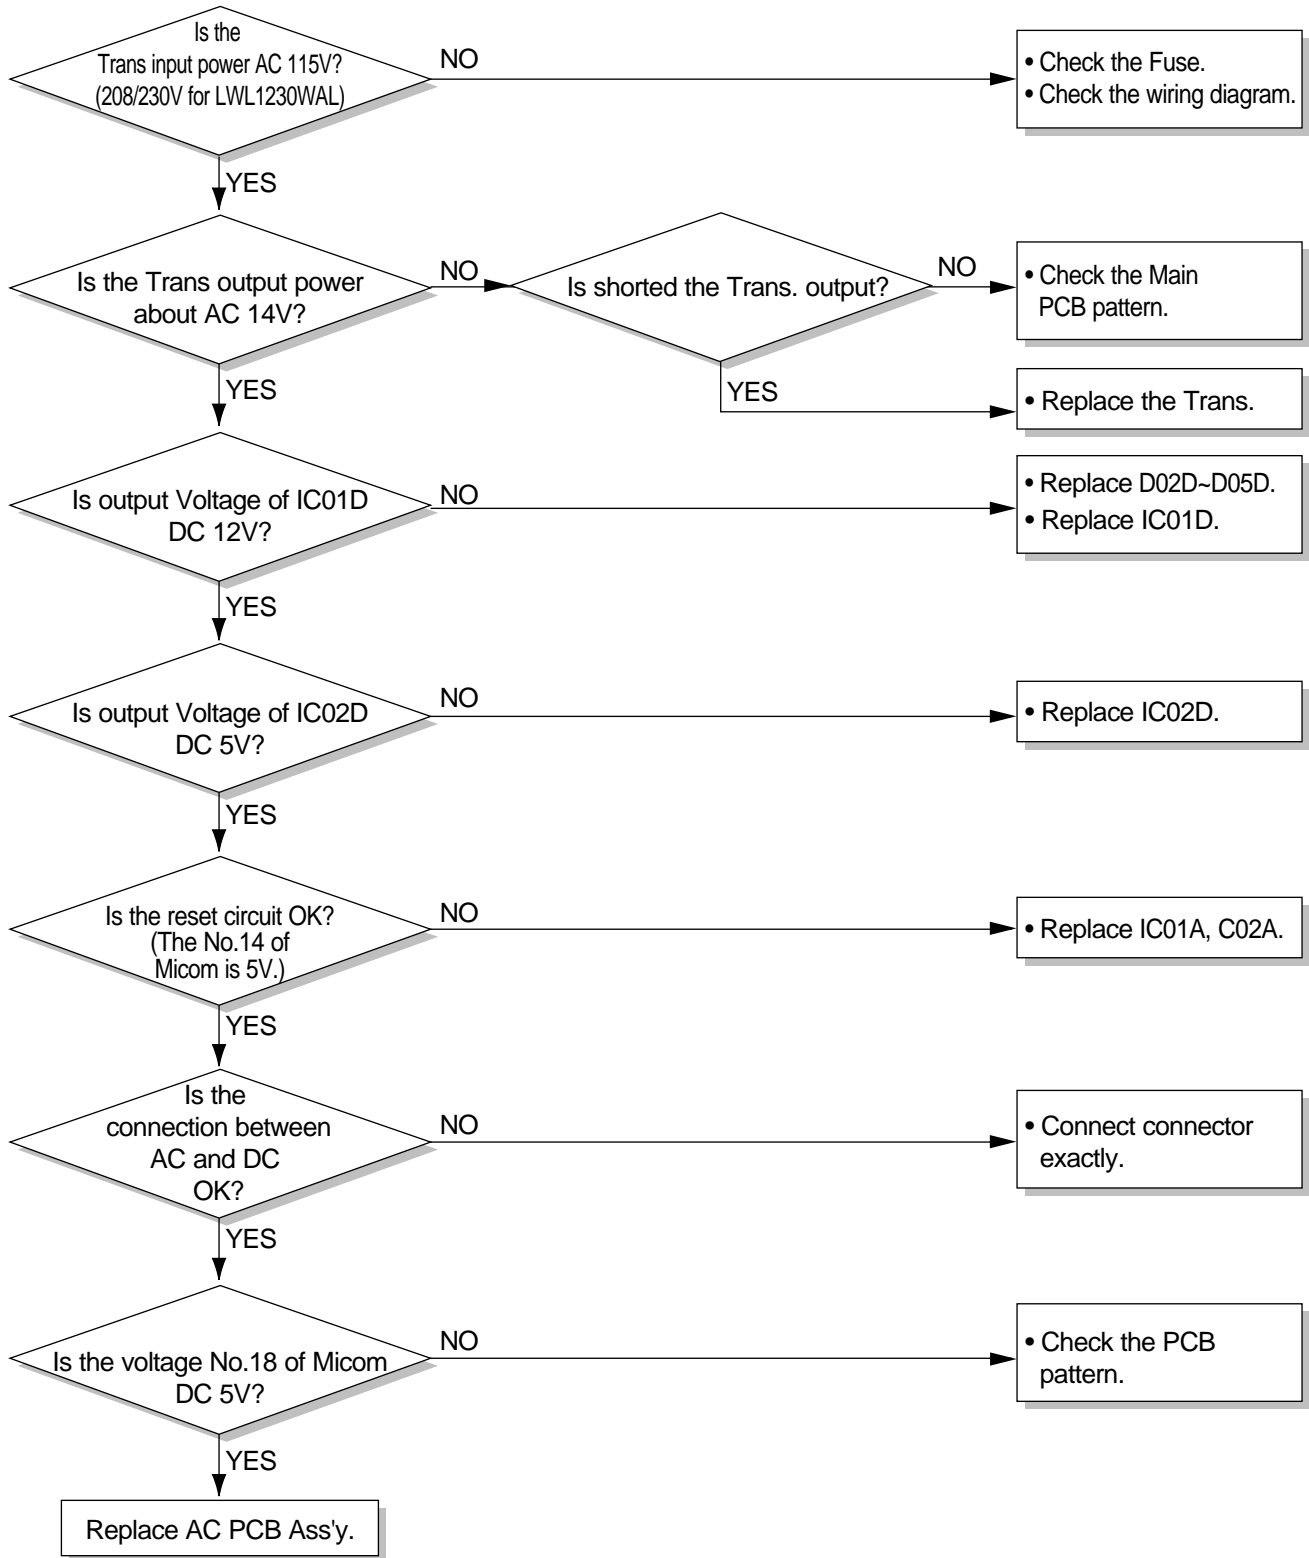 Is the
Trans input power AC 115V?
(208/230V for LWL1230WAL)
NO
• Check the Fuse.
• Check the wiring diagram.
YES
Is the Trans output power
about AC 14V?
NO
Is shorted the Trans. output?
NO
• Check the Main
PCB pattern.
YES
• Replace the Trans.
YES
Is output Voltage of IC01D
DC 12V?
NO
• Replace D02D~D05D.
• Replace IC01D.
YES
Is output Voltage of IC02D
DC 5V?
NO
• Replace IC02D.
YES
Is the reset circuit OK?
(The No.14 of
Micom is 5V.)
NO
• Replace IC01A, C02A.
YES
Is the
connection between
AC and DC
OK?
NO
• Connect connector
exactly.
YES
Is the voltage No.18 of Micom
DC 5V?
NO
• Check the PCB
pattern.
YES
Replace AC PCB Ass'y.